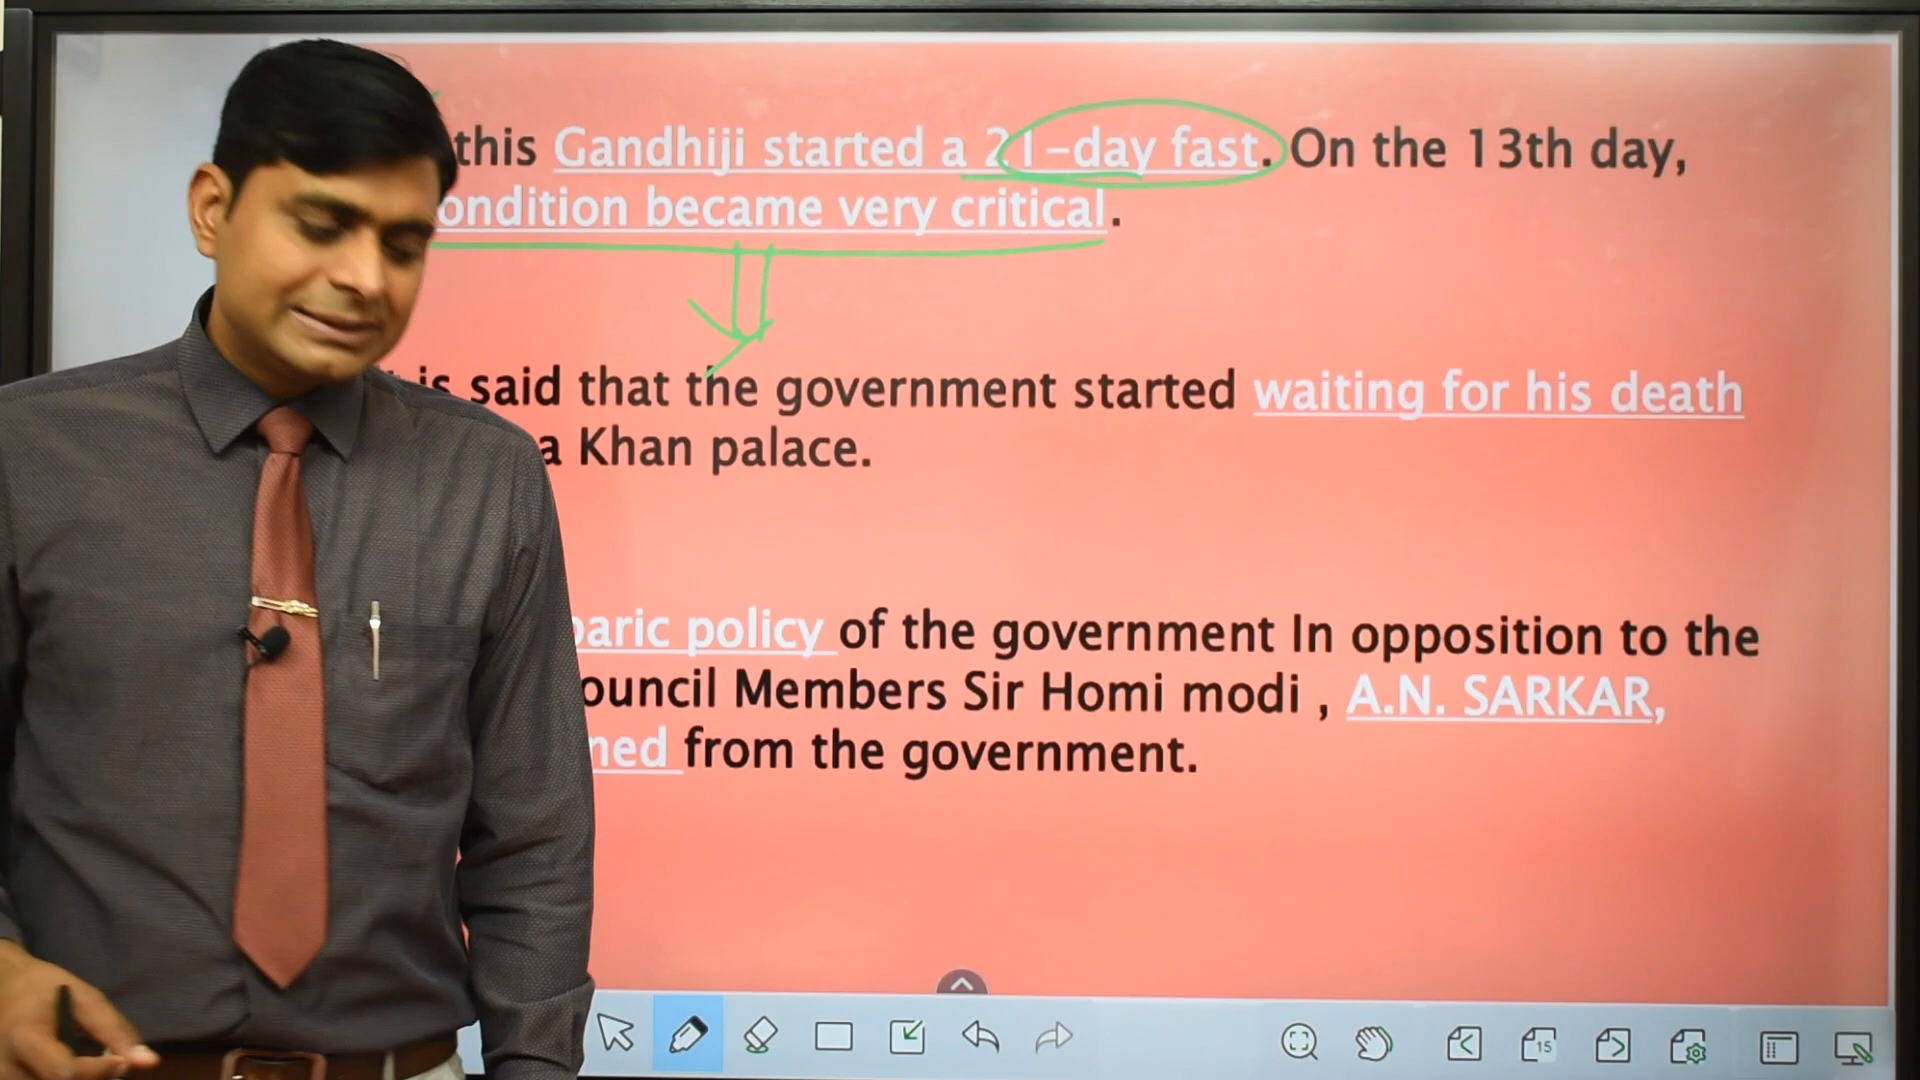 this Gandhiji started a 21-day fast. On the 13th day,
ondition became very critical.
is said that the government started waiting for his death
a Khan palace.
baric policy of the government In opposition to the
ouncil Members Sir Homi modi , A.N. SARKAR,
ned from the government.
15